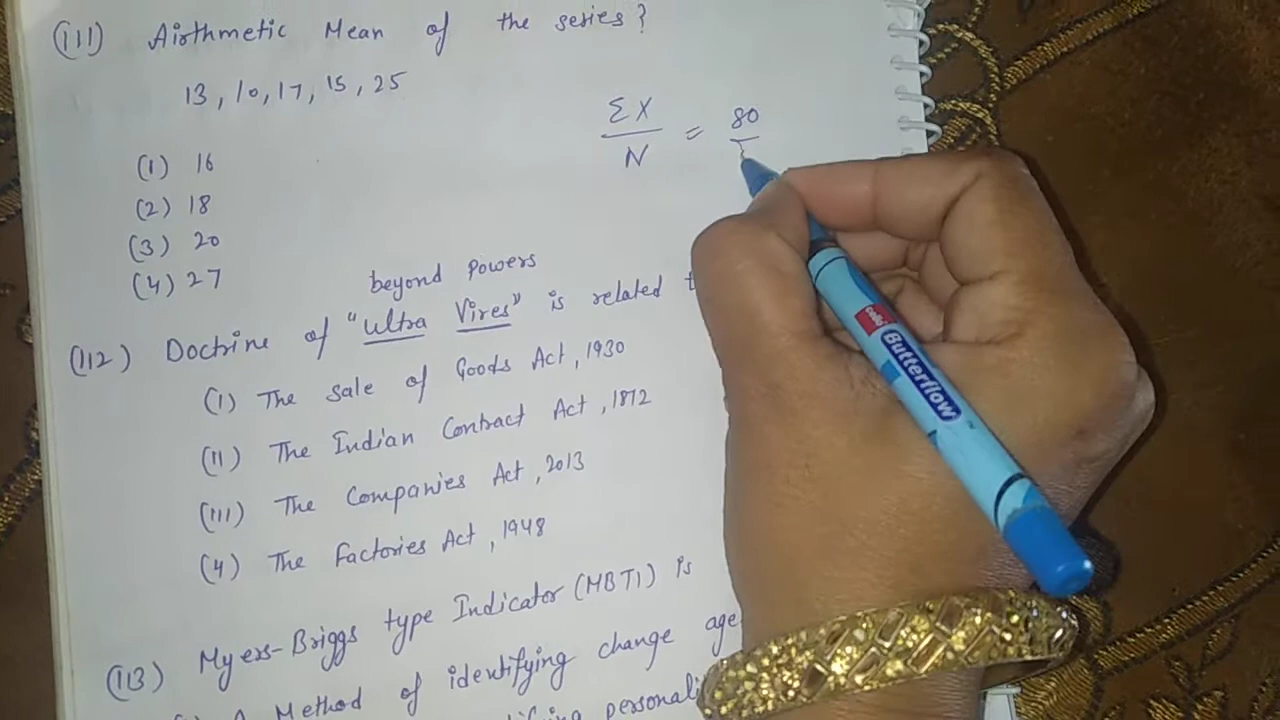 (111) Airthmetic Mean of the series?
13, 10, 17, 15, 25
ΣX
N
=
80
(1) 16
(2) 18
(3) 20
(4) 27
beyond Powers
(112) Doctrine of "Ultra Vires" is related
(1) The Sale of Goods Act, 1930
(11) The Indian Contract Act, 1872
(111) The Companies Act, 2013
(4) The Factories Act, 1948
(113) Myers-Briggs type Indicator (MBTI) is
A Method of identifying change
Cello
Butterflow